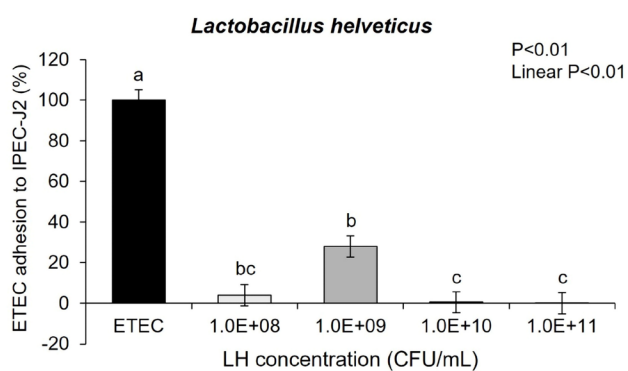 Lactobacillus helveticus
P<0.01
Linear P<0.01
ETEC adhesion to IPEC-J2 (%)
120
100
80
60
40
20
0
-20
a
bc
b
c
c
ETEC
1.0E+08
1.0E+09
1.0E+10
1.0E+11
LH concentration (CFU/mL)